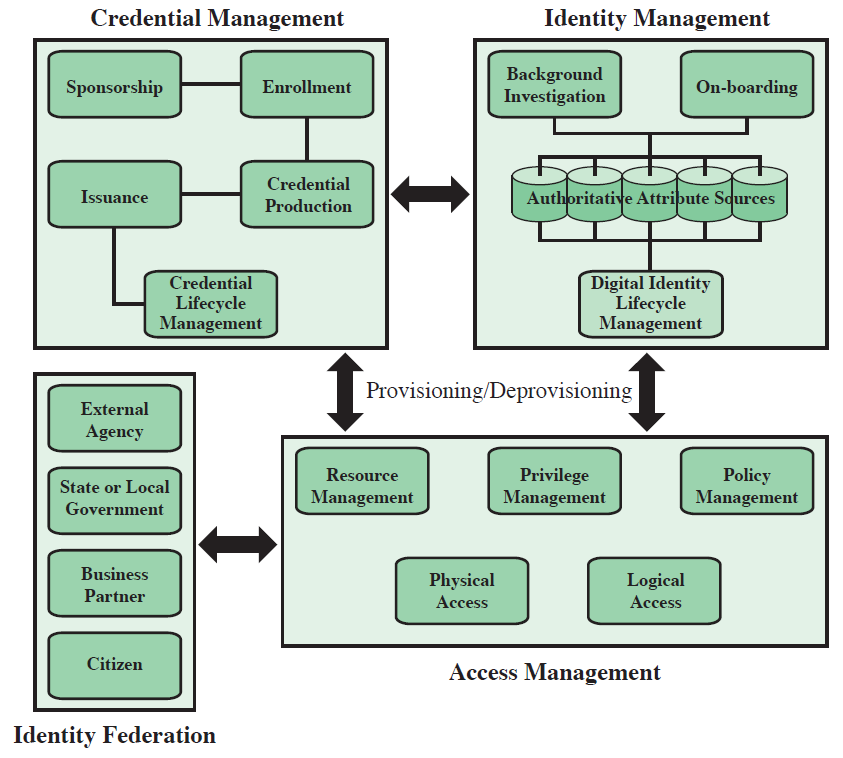 Credential Management
Identity Management
Sponsorship
Enrollment
Issuance
Credential
Production
Credential
Lifecycle
Management
Background
Investigation
On-boarding
Authoritative Attribute Sources
Digital Identity
Lifecycle
Management
Provisioning/Deprovisioning
External
Agency
State or Local
Government
Business
Partner
Citizen
Identity Federation
Resource
Management
Privilege
Management
Policy
Management
Physical
Access
Logical
Access
Access Management